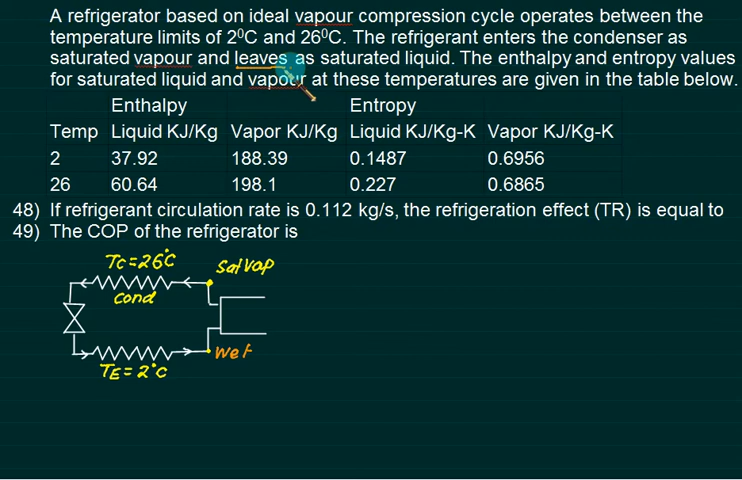 A refrigerator based on ideal vapour compression cycle operates between the
temperature limits of 2⁰C and 26⁰C. The refrigerant enters the condenser as
saturated vapour and leaves as saturated liquid. The enthalpy and entropy values
for saturated liquid and vapour at these temperatures are given in the table below.
Enthalpy Entropy
Temp Liquid KJ/Kg Vapor KJ/Kg Liquid KJ/Kg-K Vapor KJ/Kg-K
2 37.92 188.39 0.1487 0.6956
26 60.64 198.1 0.227 0.6865
48) If refrigerant circulation rate is 0.112 kg/s, the refrigeration effect (TR) is equal to
49) The COP of the refrigerator is
Tc=26°C
Sat vap
Cond
wet
TE=2°C